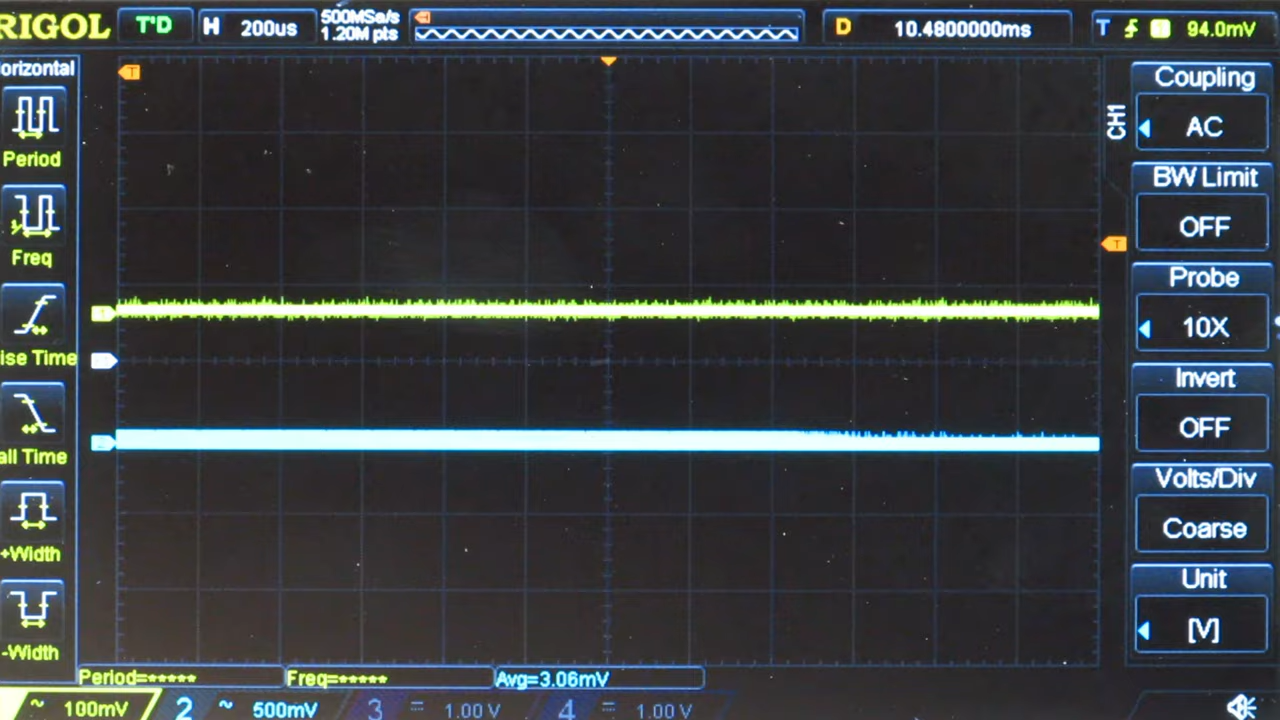 RIGOL T'D H 200us 500MSa/s 1.20M pts D 10.4800000ms T 94.0mV
orizontal
Period
Freq
ise Time
all Time
+Width
-Width
T
T
CH1
Coupling
AC
BW Limit
OFF
Probe
10X
Invert
OFF
Volts/Div
Coarse
Unit
[V]
Period=***** Freq=***** Avg=3.06mV
~ 100mV 2 ~ 500mV 3 = 1.00 V 4 = 1.00 V